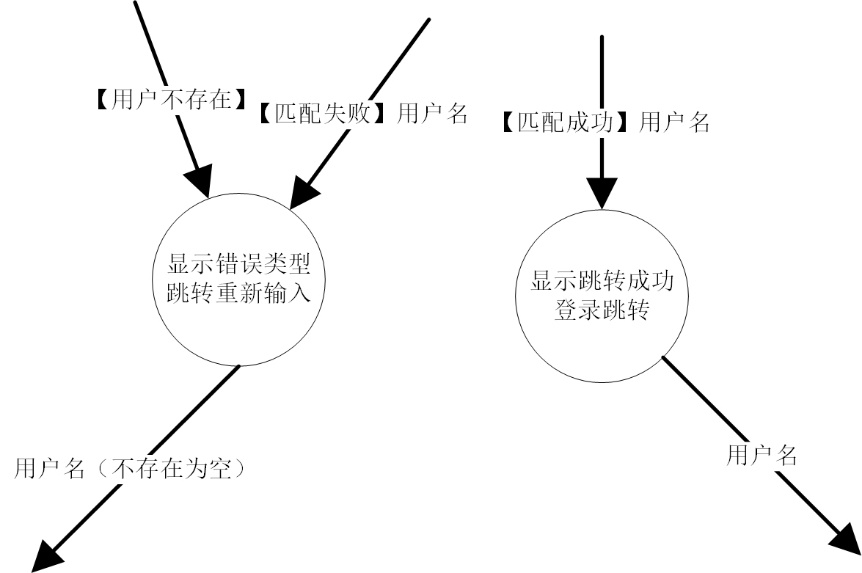 【用户不存在】
【匹配失败】用户名
【匹配成功】用户名
显示错误类型
跳转重新输入
显示跳转成功
登录跳转
用户名（不存在为空）
用户名